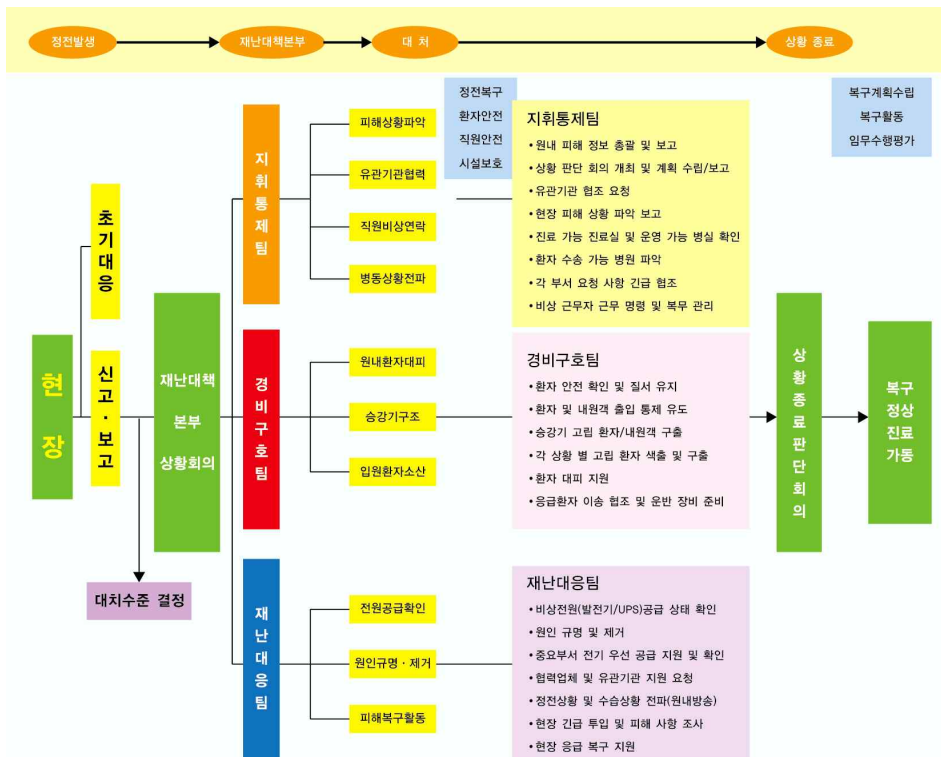 정전발생
재난대책본부
대 처
상황 종료
정전복구
환자안전
직원안전
시설보호
복구계획수립
복구활동
임무수행평가
현장
초기대응
신고·보고
대치수준 결정
재난대책
본부
상황회의
지휘통제팀
피해상황파악
유관기관협력
직원비상연락
병동상황전파
지휘통제팀
•원내 피해 정보 총괄 및 보고
•상황 판단 회의 개최 및 계획 수립/보고
•유관기관 협조 요청
•현장 피해 상황 파악 보고
•진료 가능 진료실 및 운영 가능 병실 확인
•환자 수송 가능 병원 파악
•각 부서 요청 사항 긴급 협조
•비상 근무자 근무 명령 및 복무 관리
경비구호팀
원내환자대피
승강기구조
입원환자소산
경비구호팀
•환자 안전 확인 및 질서 유지
•환자 및 내원객 출입 통제 유도
•승강기 고립 환자/내원객 구출
•각 상황 별 고립 환자 색출 및 구출
•환자 대피 지원
•응급환자 이송 협조 및 운반 장비 준비
재난대응팀
전원공급확인
원인규명·제거
피해복구활동
재난대응팀
•비상전원(발전기/UPS)공급 상태 확인
•원인 규명 및 제거
•중요부서 전기 우선 공급 지원 및 확인
•협력업체 및 유관기관 지원 요청
•정전상황 및 수습상황 전파(원내방송)
•현장 긴급 투입 및 피해 사항 조사
•현장 응급 복구 지원
상황종료판단회의
복구
정상
진료
가동